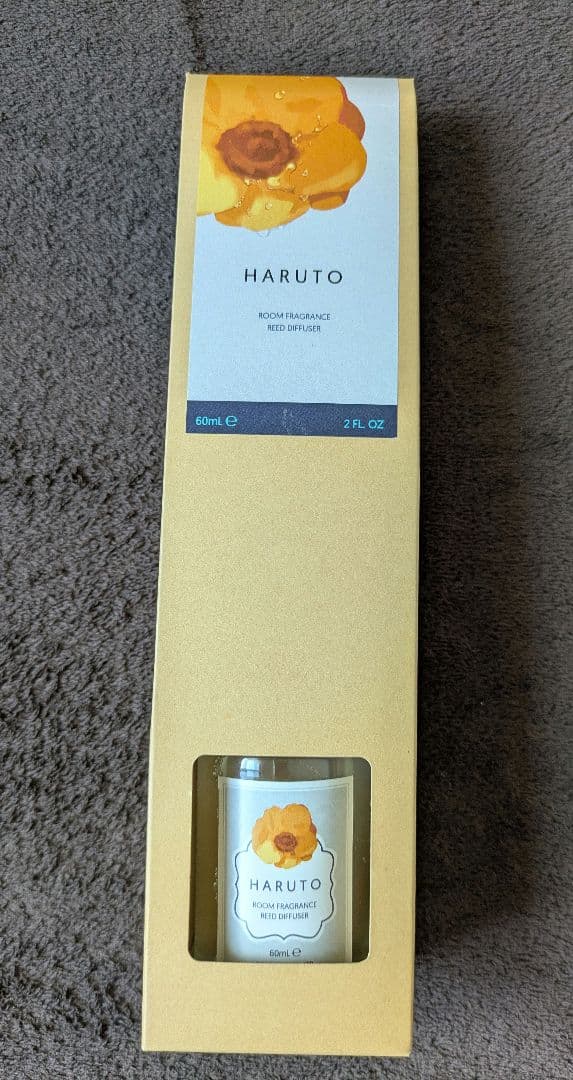 HARUTO
ROOM FRAGRANCE
REED DIFFUSER
60mL ℮
2 FL. OZ
HARUTO
ROOM FRAGRANCE
REED DIFFUSER
60mL ℮